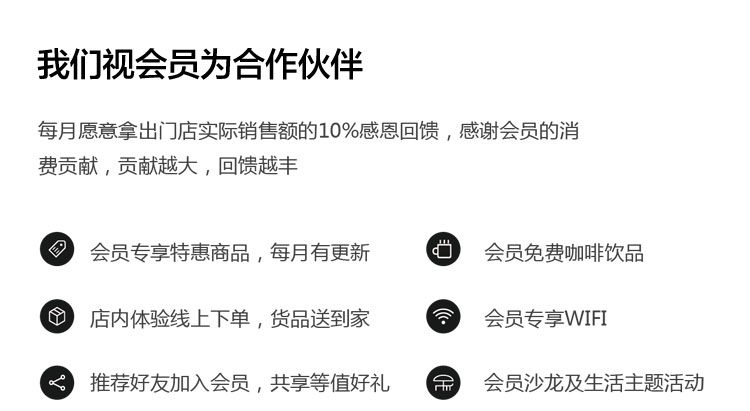 我们视会员为合作伙伴
每月愿意拿出门店实际销售额的10%感恩回馈，感谢会员的消
费贡献，贡献越大，回馈越丰
会员专享特惠商品，每月有更新
会员免费咖啡饮品
店内体验线上下单，货品送到家
会员专享WIFI
推荐好友加入会员，共享等值好礼
会员沙龙及生活主题活动